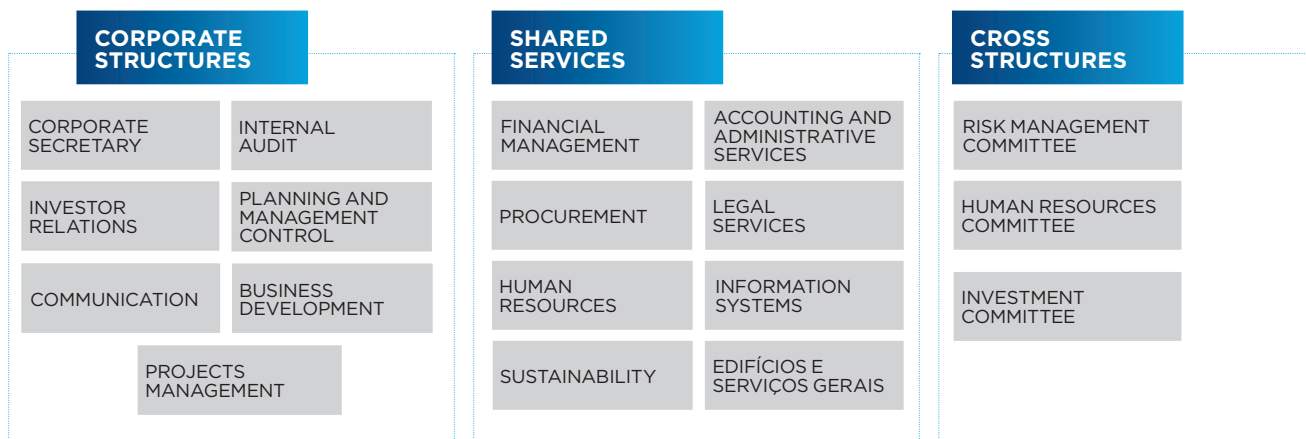 CORPORATE
STRUCTURES
CORPORATE
SECRETARY
INTERNAL
AUDIT
INVESTOR
RELATIONS
PLANNING AND
MANAGEMENT
CONTROL
COMMUNICATION
BUSINESS
DEVELOPMENT
PROJECTS
MANAGEMENT
SHARED
SERVICES
FINANCIAL
MANAGEMENT
ACCOUNTING AND
ADMINISTRATIVE
SERVICES
PROCUREMENT
LEGAL
SERVICES
HUMAN
RESOURCES
INFORMATION
SYSTEMS
SUSTAINABILITY
EDIFÍCIOS E
SERVIÇOS GERAIS
CROSS
STRUCTURES
RISK MANAGEMENT
COMMITTEE
HUMAN RESOURCES
COMMITTEE
INVESTMENT
COMMITTEE